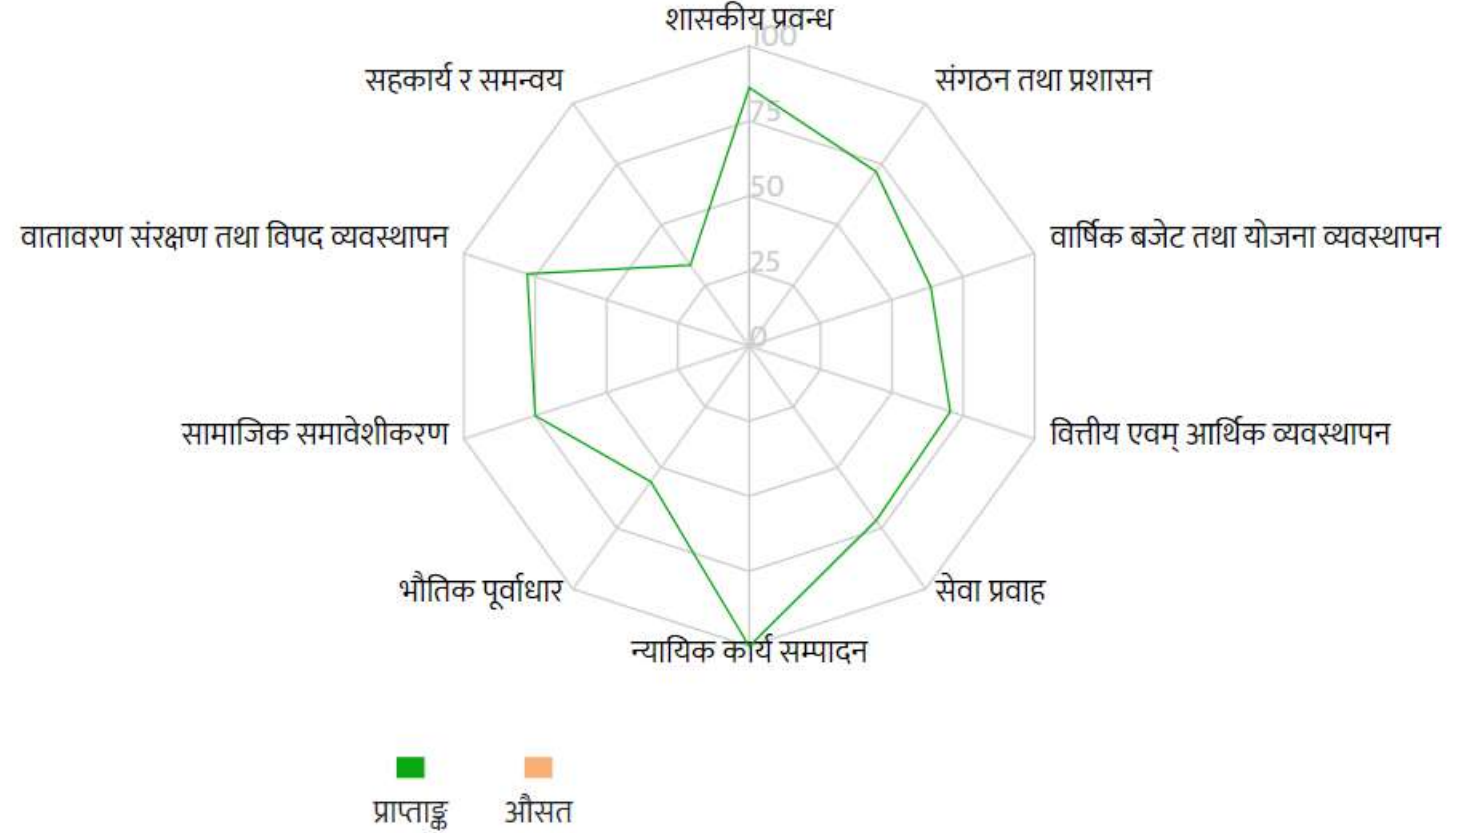 शासकीय प्रवन्ध
100
सहकार्य र समन्वय
संगठन तथा प्रशासन
75
50
वातावरण संरक्षण तथा विपद व्यवस्थापन
वार्षिक बजेट तथा योजना व्यवस्थापन
25
0
सामाजिक समावेशीकरण
वित्तीय एवम् आर्थिक व्यवस्थापन
भौतिक पूर्वाधार
सेवा प्रवाह
न्यायिक कार्य सम्पादन
प्राप्ताङ्क
औसत